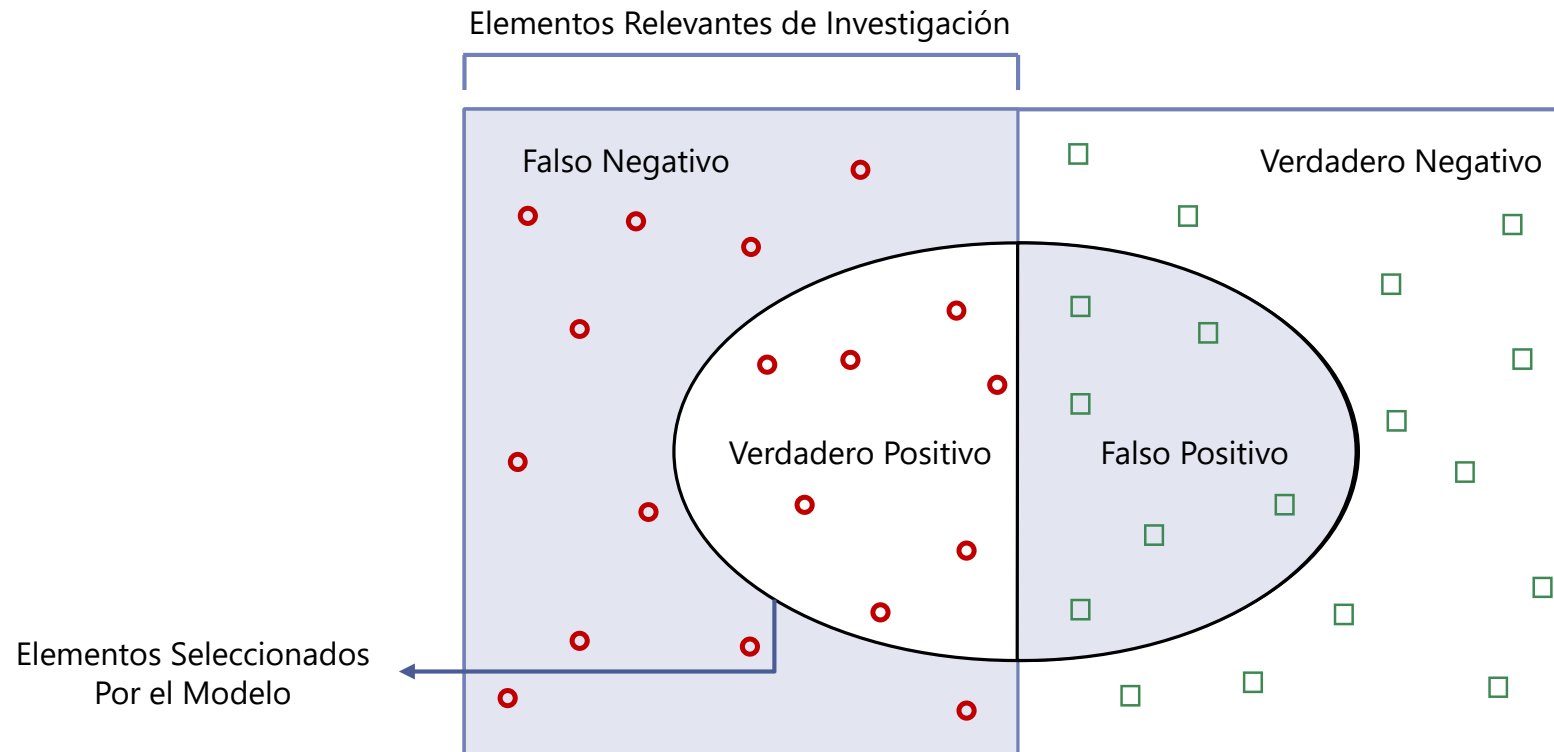 Elementos Relevantes de Investigación
Falso Negativo
Verdadero Negativo
Verdadero Positivo
Falso Positivo
Elementos Seleccionados
Por el Modelo